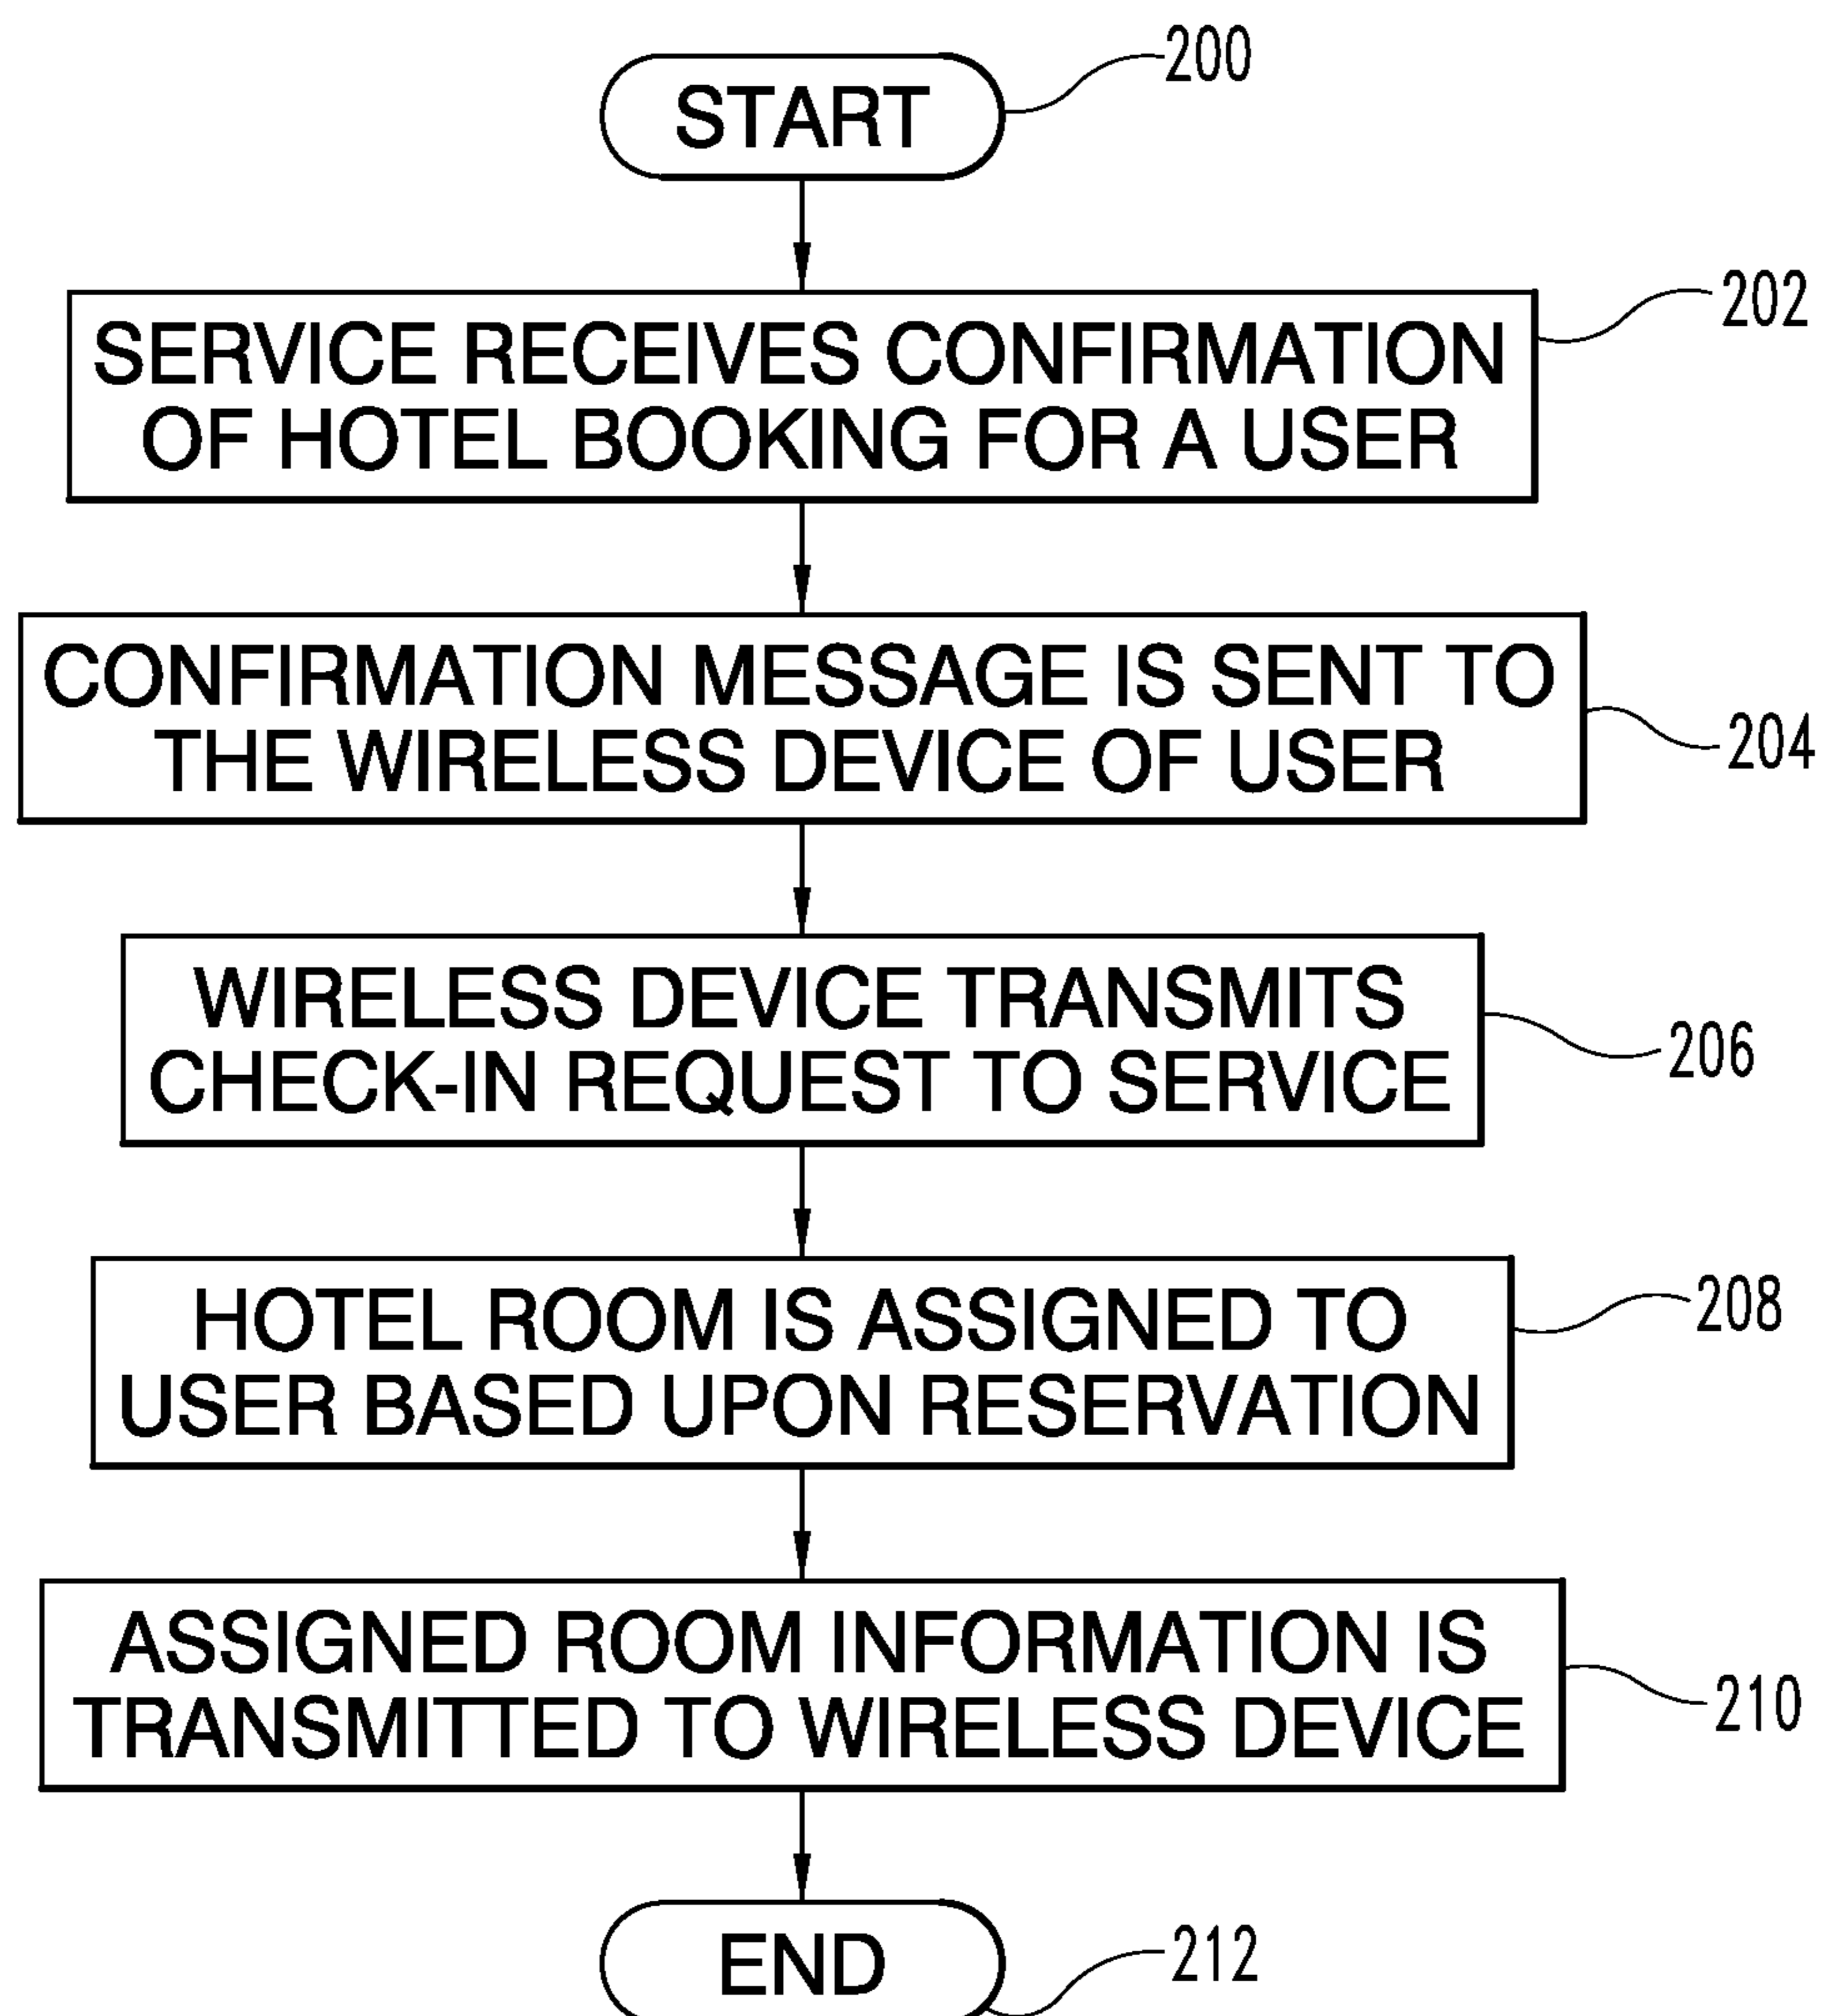 START
200
SERVICE RECEIVES CONFIRMATION
OF HOTEL BOOKING FOR A USER
202
CONFIRMATION MESSAGE IS SENT TO
THE WIRELESS DEVICE OF USER
204
WIRELESS DEVICE TRANSMITS
CHECK-IN REQUEST TO SERVICE
206
HOTEL ROOM IS ASSIGNED TO
USER BASED UPON RESERVATION
208
ASSIGNED ROOM INFORMATION IS
TRANSMITTED TO WIRELESS DEVICE
210
END
212